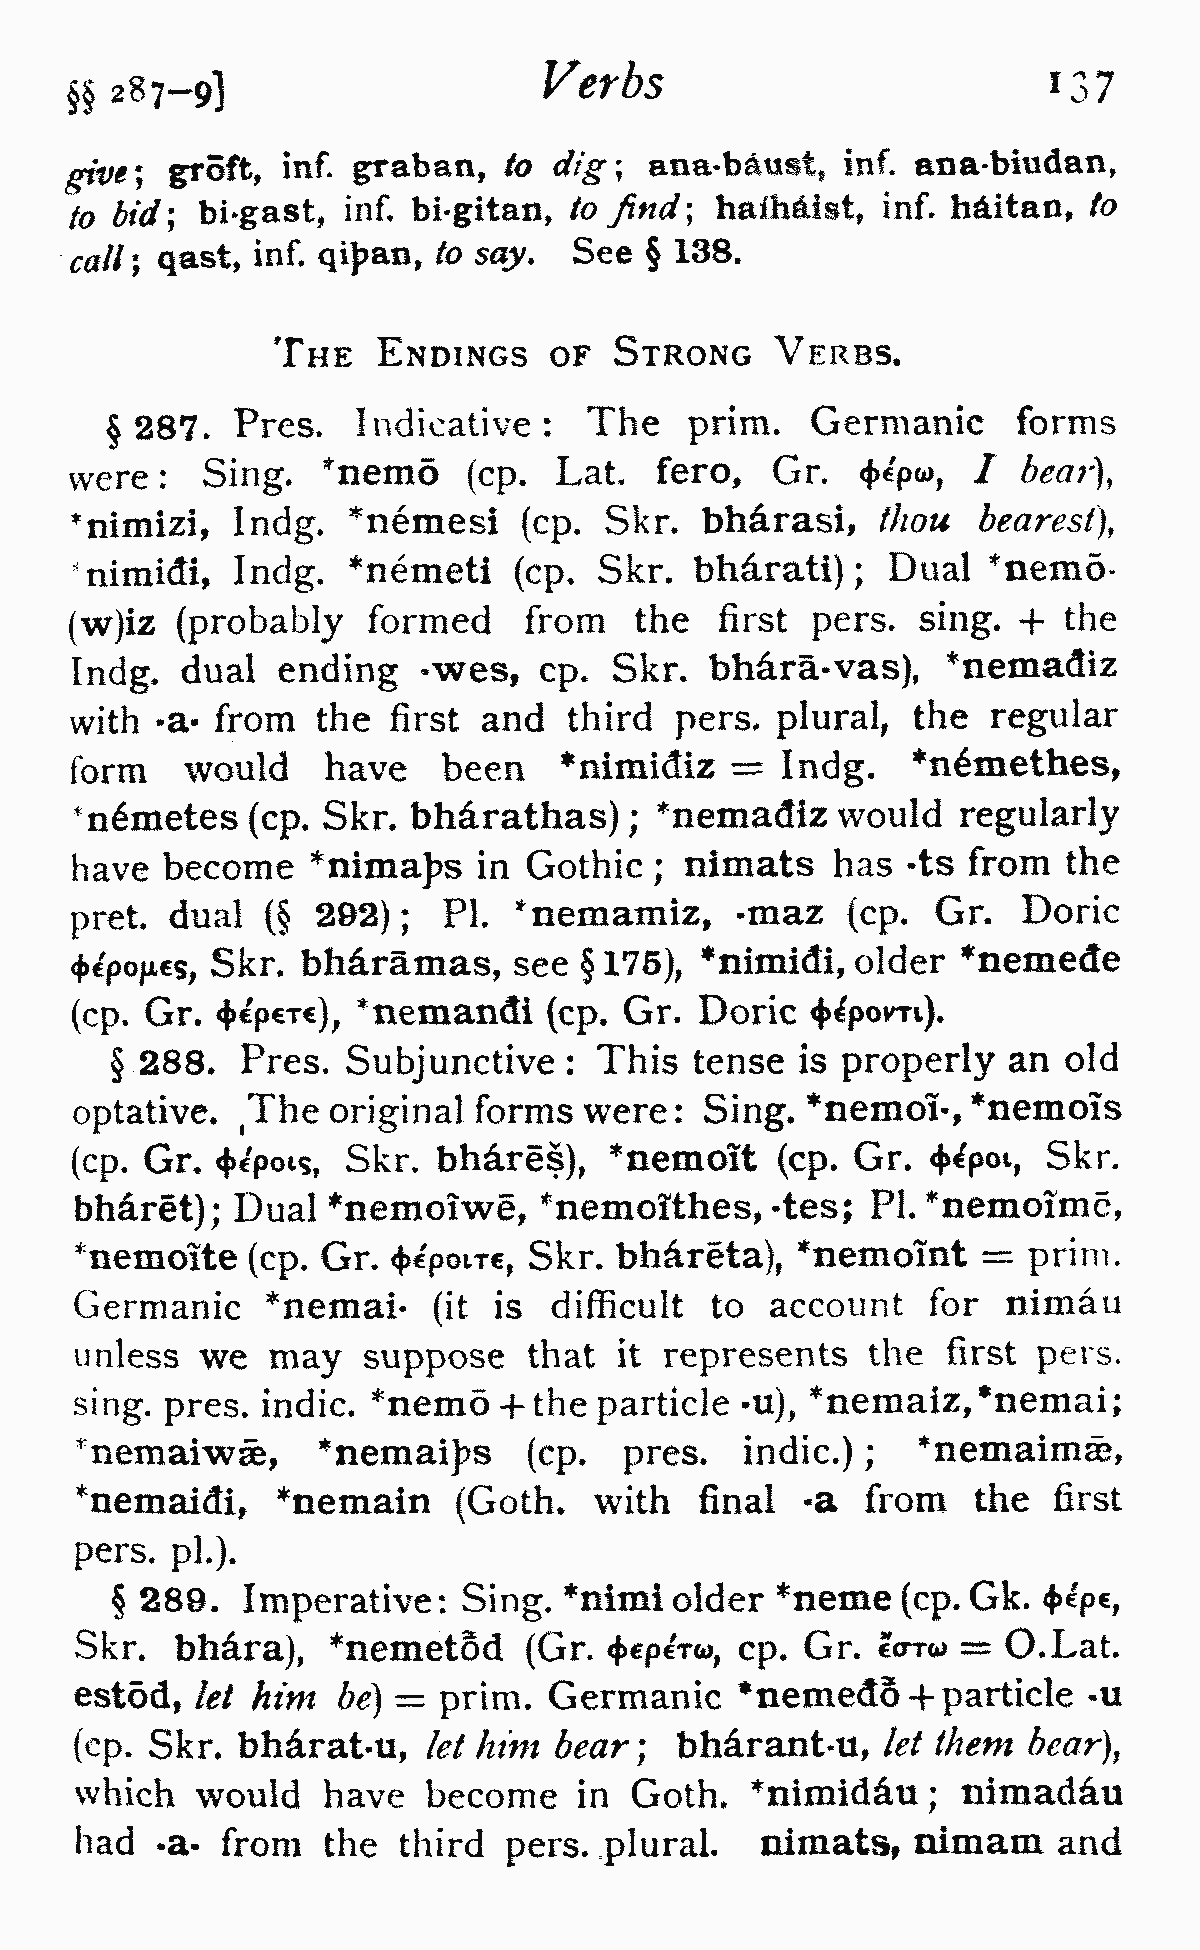 §§ 287–9] Verbs 137
give; grōft, inf. graban, to dig; ana-báust, inf. ana-biudan,
to bid; bi-gast, inf. bi-gitan, to find; haíháist, inf. háitan, to
call; qast, inf. qiþan, to say. See § 138.
The Endings of Strong Verbs.
§ 287. Pres. Indicative: The prim. Germanic forms
were: Sing. *nemō (cp. Lat. fero, Gr. φέρω, I bear),
*nimizi, Indg. *némesi (cp. Skr. bhárasi, thou bearest),
*nimiđi, Indg. *németi (cp. Skr. bhárati); Dual *nemō-
(w)iz (probably formed from the first pers. sing. + the
Indg. dual ending -wes, cp. Skr. bhárā-vas), *nemađiz
with -a- from the first and third pers. plural, the regular
form would have been *nimiđiz = Indg. *némethes,
*németes (cp. Skr. bhárathas); *nemađiz would regularly
have become *nimaþs in Gothic; nimats has -ts from the
pret. dual (§ 292); Pl. *nemamiz, -maz (cp. Gr. Doric
φέρομες, Skr. bhárāmas, see § 175), *nimiđi, older *nemeđe
(cp. Gr. φέρετε), *nemanđi (cp. Gr. Doric φέροντι).
§ 288. Pres. Subjunctive: This tense is properly an old
optative. The original forms were: Sing. *nemoĩ-, *nemoĩs
(cp. Gr. φέροις, Skr. bhárēṣ̌), *nemoĩt (cp. Gr. φέροι, Skr.
bhárēt); Dual *nemoĩwē, *nemoĩthes, -tes; Pl. *nemoĩmē,
*nemoĩte (cp. Gr. φέροιτε, Skr. bhárēta), *nemoĩnt = prim.
Germanic *nemai- (it is difficult to account for nimáu
unless we may suppose that it represents the first pers.
sing. pres. indic. *nemō + the particle -u), *nemaiz, *nemai;
*nemaiwǣ, *nemaiþs (cp. pres. indic.); *nemaimǣ,
*nemaiđi, *nemain (Goth. with final -a from the first
pers. pl.).
§ 289. Imperative: Sing. *nimi older *neme (cp. Gk. φέρε,
Skr. bhára), *nemetõd (Gr. φερέτω, cp. Gr. ἔστω = O.Lat.
estōd, let him be) = prim. Germanic *nemeđõ + particle -u
(cp. Skr. bhárat-u, let him bear; bhárant-u, let them bear),
which would have become in Goth. *nimidáu; nimadáu
had -a- from the third pers. plural. nimats, nimam and